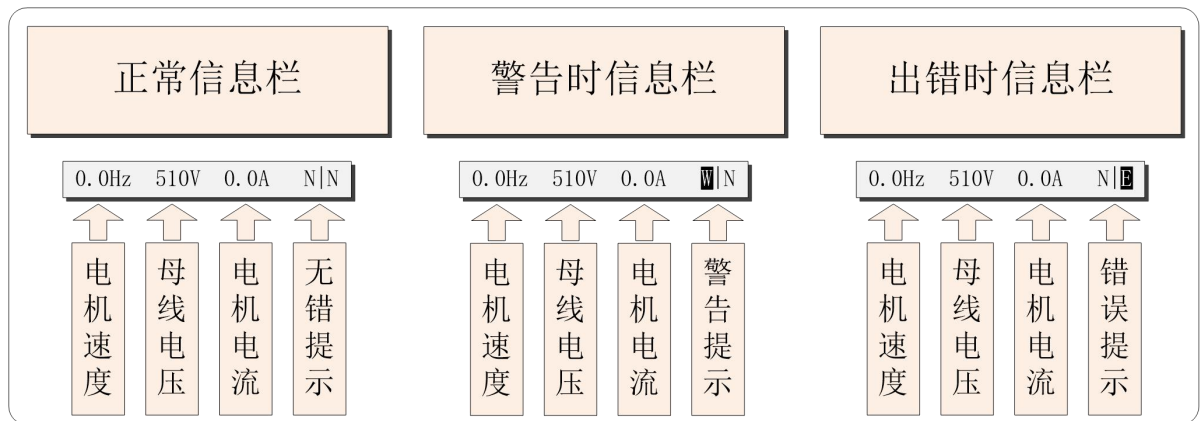 正常信息栏
0.0Hz 510V 0.0A N|N
电机速度
母线电压
电机电流
无错提示
警告时信息栏
0.0Hz 510V 0.0A W|N
电机速度
母线电压
电机电流
警告提示
出错时信息栏
0.0Hz 510V 0.0A N|E
电机速度
母线电压
电机电流
错误提示